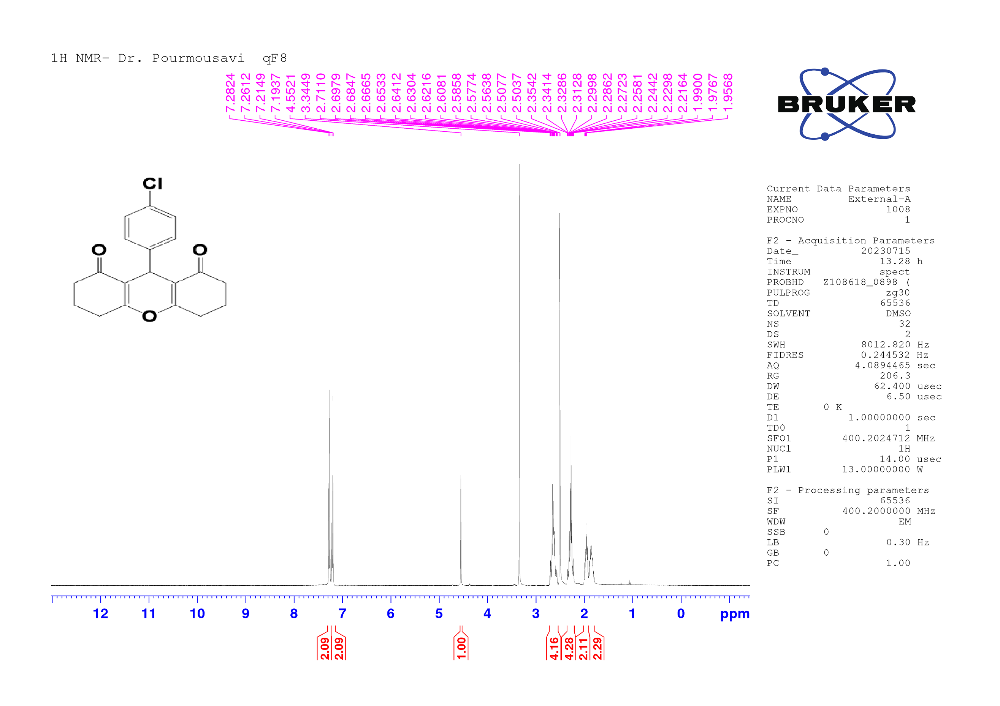 1H NMR- Dr. Pourmousavi qF8
7.2824
7.2612
7.2149
7.1937
4.5521
3.3449
2.7110
2.6979
2.6847
2.6665
2.6533
2.6412
2.6304
2.6216
2.6081
2.5858
2.5774
2.5638
2.5077
2.5037
2.3542
2.3414
2.3286
2.3128
2.2998
2.2862
2.2723
2.2581
2.2442
2.2298
2.2164
1.9900
1.9767
1.9568
BRUKER
Cl
O O
O
Current Data Parameters
NAME External-A
EXPNO 1008
PROCNO 1
F2 - Acquisition Parameters
Date_ 20230715
Time 13.28 h
INSTRUM spect
PROBHD Z108618_0898 (
PULPROG zg30
TD 65536
SOLVENT DMSO
NS 32
DS 2
SWH 8012.820 Hz
FIDRES 0.244532 Hz
AQ 4.0894465 sec
RG 206.3
DW 62.400 usec
DE 6.50 usec
TE 0 K
D1 1.00000000 sec
TD0 1
SFO1 400.2024712 MHz
NUC1 1H
P1 14.00 usec
PLW1 13.00000000 W
F2 - Processing parameters
SI 65536
SF 400.2000000 MHz
WDW EM
SSB 0
LB 0.30 Hz
GB 0
PC 1.00
12 11 10 9 8 7 6 5 4 3 2 1 0 ppm
2.09
2.09
1.00
4.16
4.28
2.11
2.29